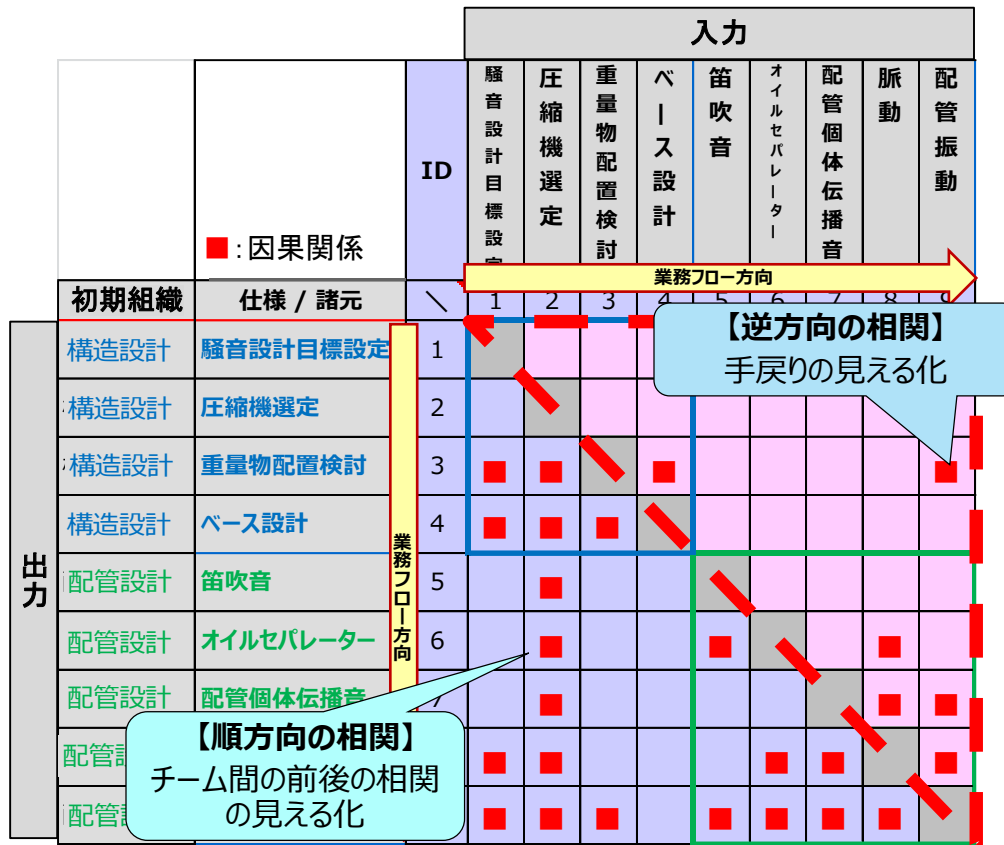 入力
騒音設計目標設
圧縮機選定
重量物配置検討
ベース設計
笛吹音
オイルセパレーター
配管個体伝播音
脈動
配管振動
ID
■:因果関係
業務フロー方向
初期組織 仕様 / 諸元 \ 1 2 3 4 5 6 7 8 9
【逆方向の相関】
手戻りの見える化
出力
業務フロー方向
構造設計 騒音設計目標設定 1
構造設計 圧縮機選定 2
構造設計 重量物配置検討 3
構造設計 ベース設計 4
配管設計 笛吹音 5
配管設計 オイルセパレーター 6
配管設計 配管個体伝播音 7
配管
配管
【順方向の相関】
チーム間の前後の相関
の見える化